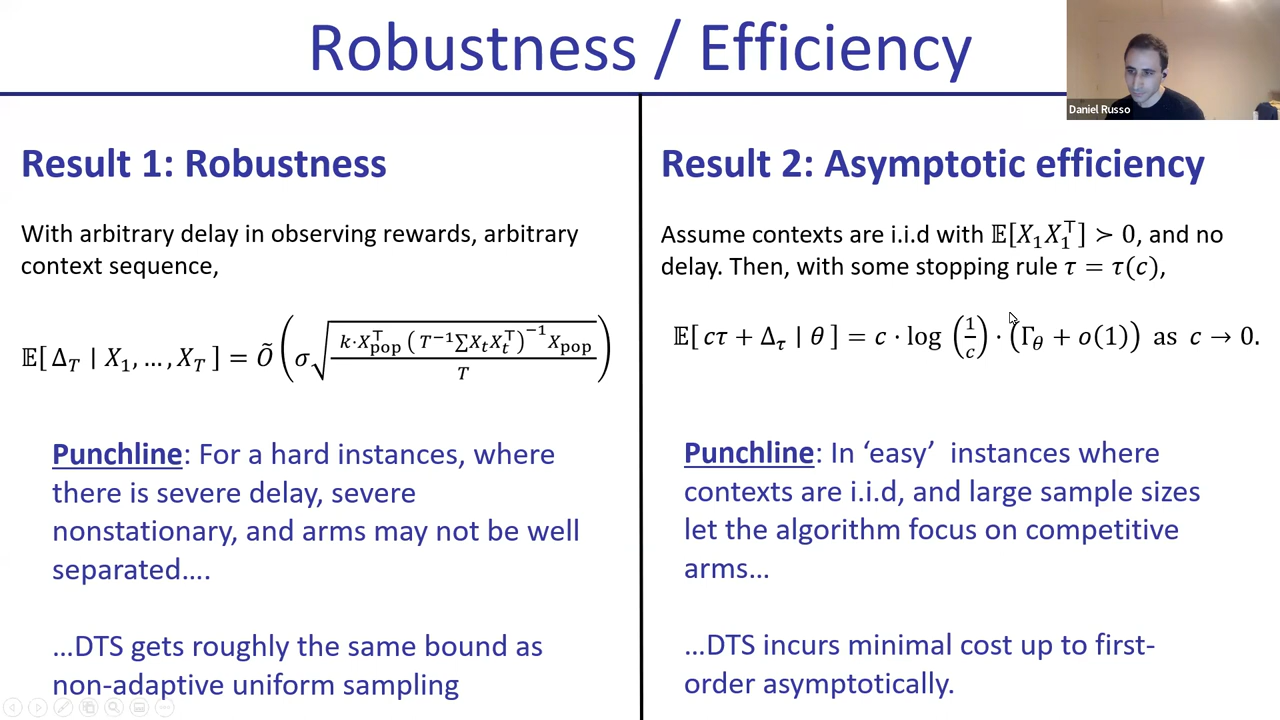 Robustness / Efficiency
Daniel Russo
Result 1: Robustness
With arbitrary delay in observing rewards, arbitrary
context sequence,
𝔼[ Δ_T | X_1, … , X_T ] = Õ ( σ √( k·X_pop^⊤ ( T^{-1} ∑ X_t X_t^⊤ )^{-1} X_pop / T ) )
Punchline: For a hard instances, where
there is severe delay, severe
nonstationary, and arms may not be well
separated….
…DTS gets roughly the same bound as
non-adaptive uniform sampling
Result 2: Asymptotic efficiency
Assume contexts are i.i.d with 𝔼[X_1 X_1^⊤] ≻ 0, and no
delay. Then, with some stopping rule τ = τ(c),
𝔼[ cτ + Δ_τ | θ ] = c · log (1/c) · (Γ_θ + o(1)) as c → 0.
Punchline: In ‘easy’ instances where
contexts are i.i.d, and large sample sizes
let the algorithm focus on competitive
arms…
…DTS incurs minimal cost up to first-
order asymptotically.